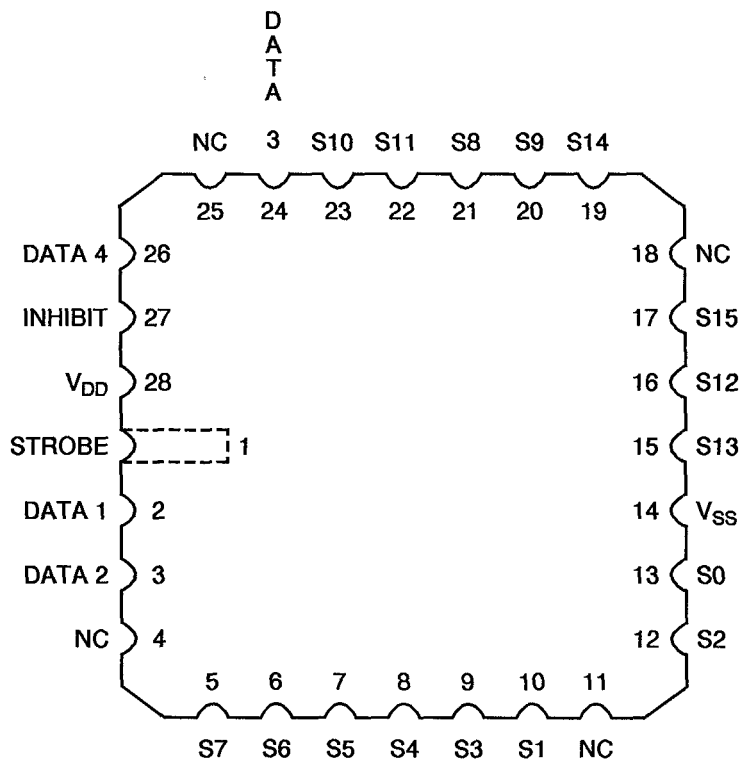 DATA
NC 3 S10 S11 S8 S9 S14
25 24 23 22 21 20 19
DATA 4 26 18 NC
INHIBIT 27 17 S15
VDD 28 16 S12
STROBE 1 15 S13
DATA 1 2 14 VSS
DATA 2 3 13 S0
NC 4 12 S2
5 6 7 8 9 10 11
S7 S6 S5 S4 S3 S1 NC